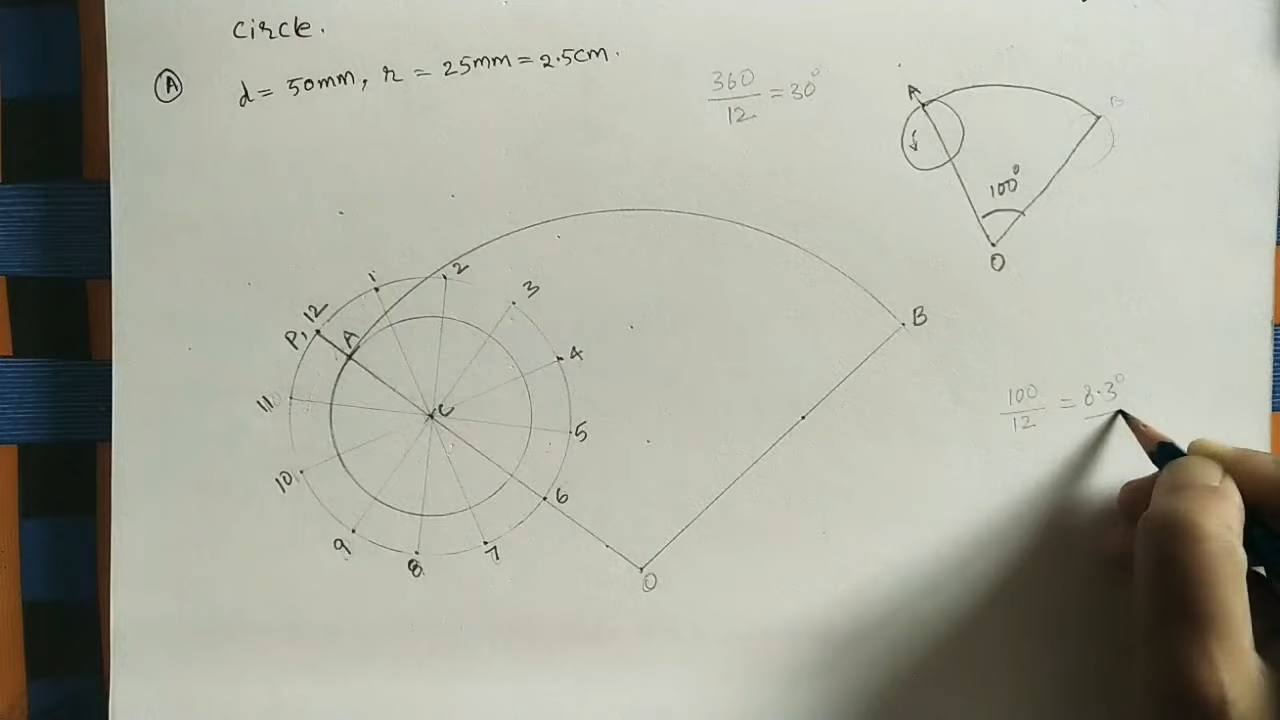 circle.
A
d = 50mm, r = 25mm = 2.5cm.
360
12
= 30°
A
B
100°
O
1
2
3
4
5
6
7
8
9
10
11
P, 12
A
C
B
O
100
12
= 8.3°